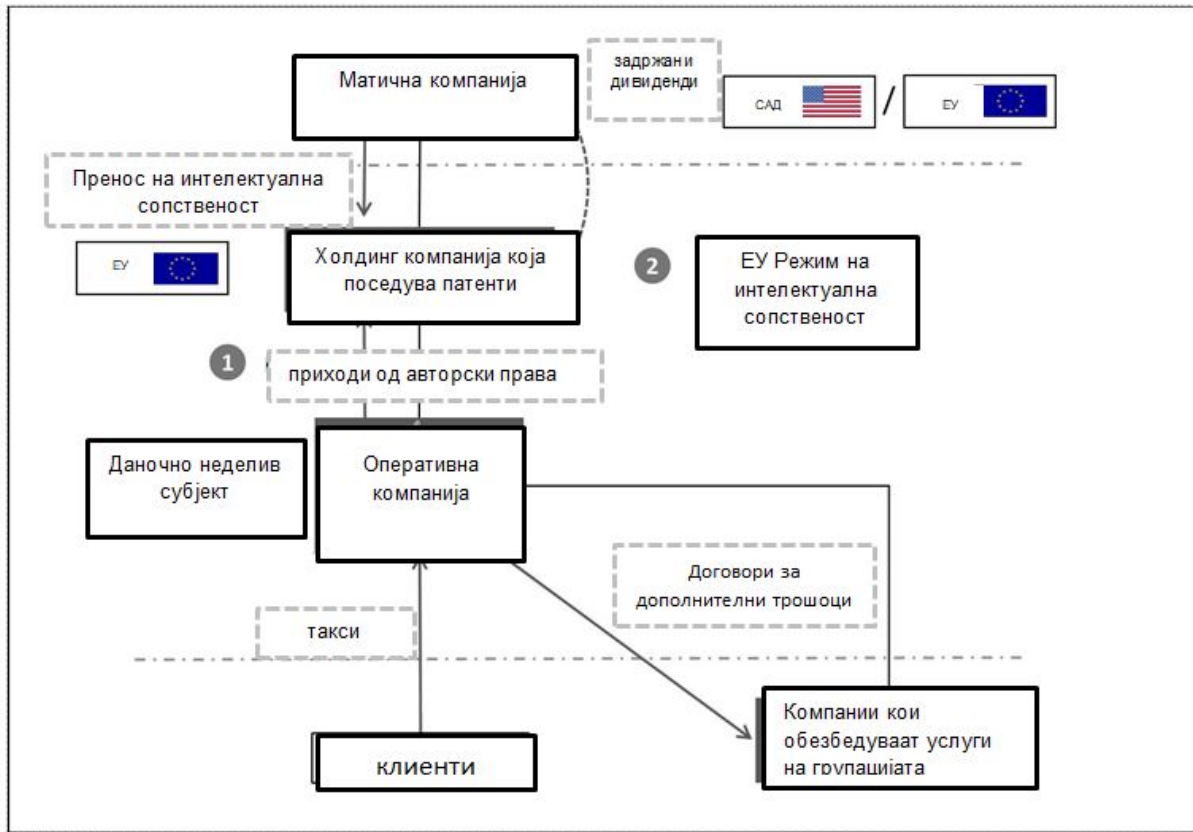 Матична компанија
задржани
дивиденди
САД
/
ЕУ
Пренос на интелектуална
сопственост
ЕУ
Холдинг компанија која
поседува патенти
2
ЕУ Режим на
интелектуална
сопственост
1
приходи од авторски права
Даночно неделив
субјект
Оперативна
компанија
Договори за
дополнителни трошоци
такси
клиенти
Компании кои
обезбедуваат услуги
на групацијата